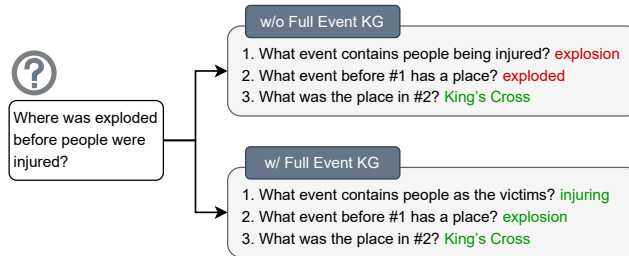 w/o Full Event KG
1. What event contains people being injured? explosion
2. What event before #1 has a place? exploded
3. What was the place in #2? King's Cross
?
Where was exploded
before people were
injured?
w/ Full Event KG
1. What event contains people as the victims? injuring
2. What event before #1 has a place? explosion
3. What was the place in #2? King's Cross